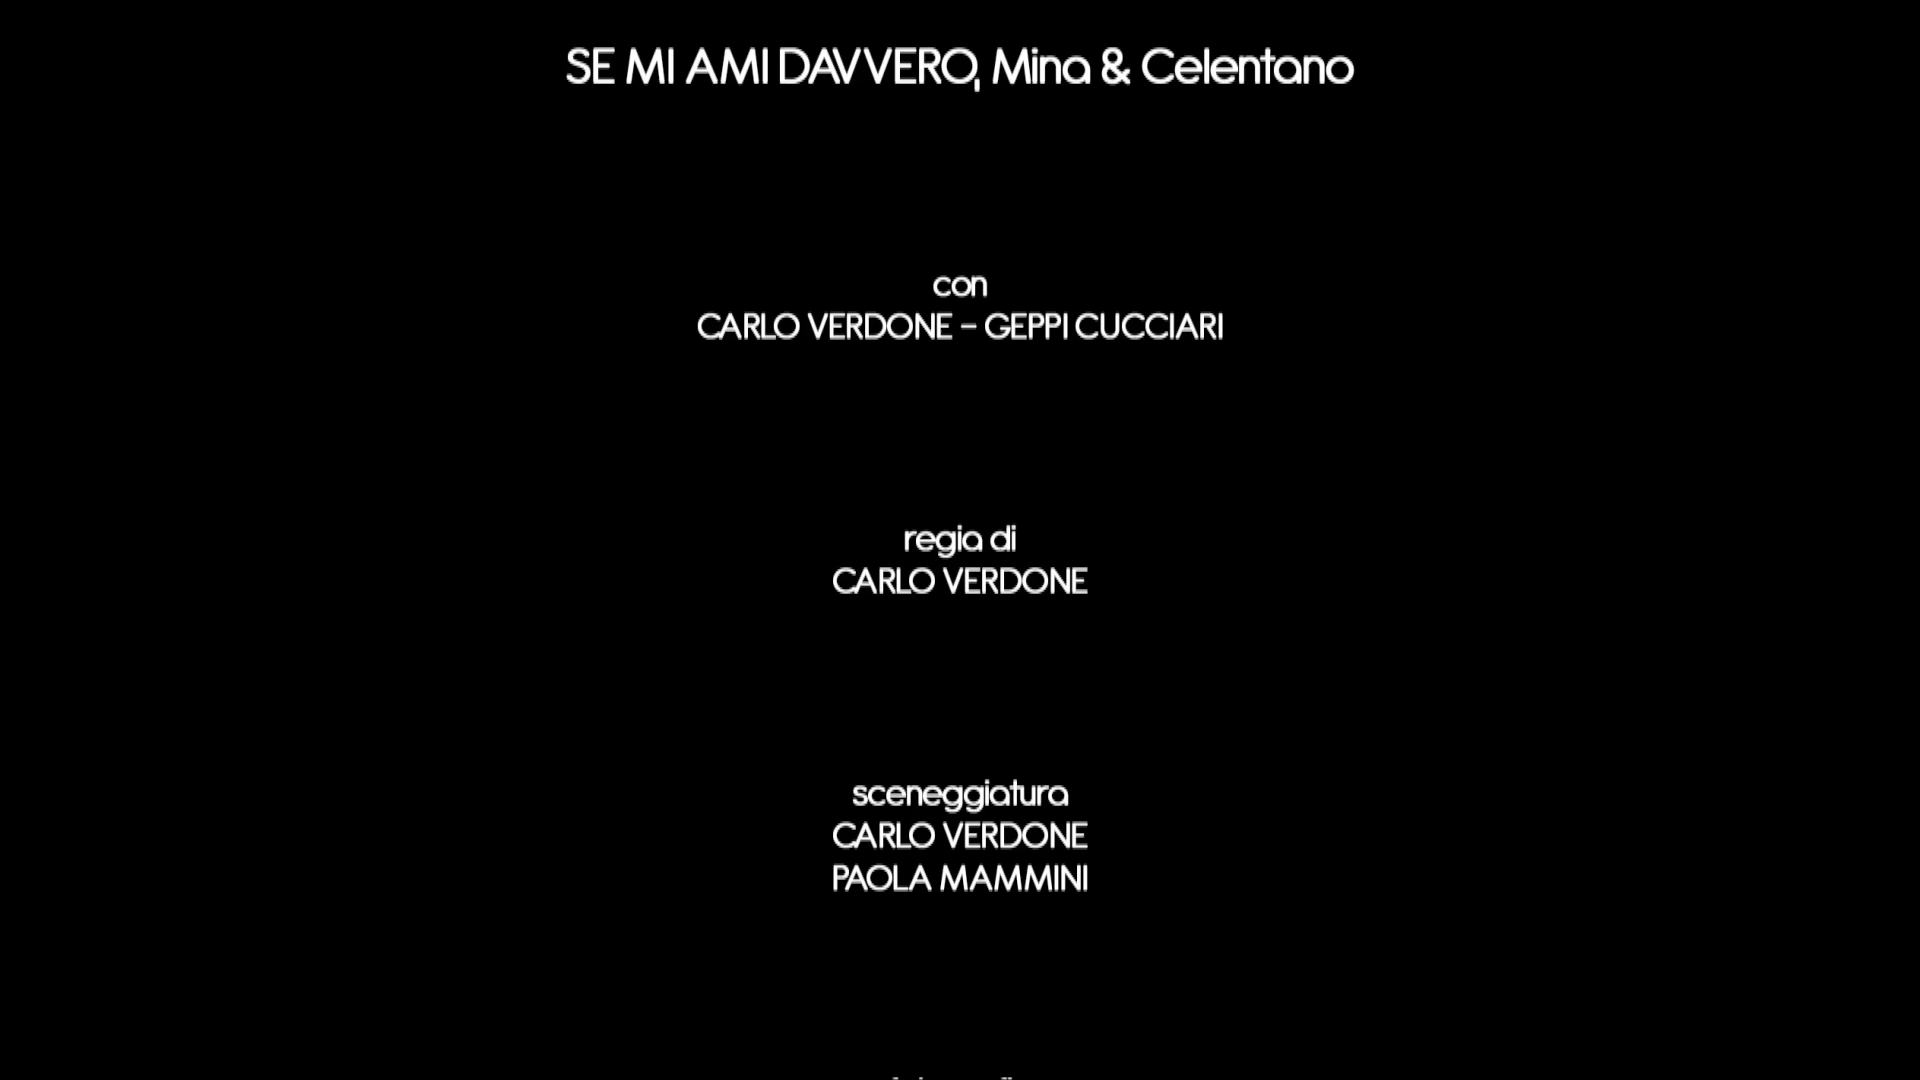 SE MI AMI DAVVERO, Mina & Celentano
con
CARLO VERDONE - GEPPI CUCCIARI
regia di
CARLO VERDONE
sceneggiatura
CARLO VERDONE
PAOLA MAMMINI